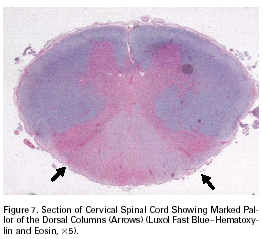 Figure 7. Section of Cervical Spinal Cord Showing Marked Pal-
lor of the Dorsal Columns (Arrows) (Luxol Fast Blue–Hematoxy-
lin and Eosin, ×5).